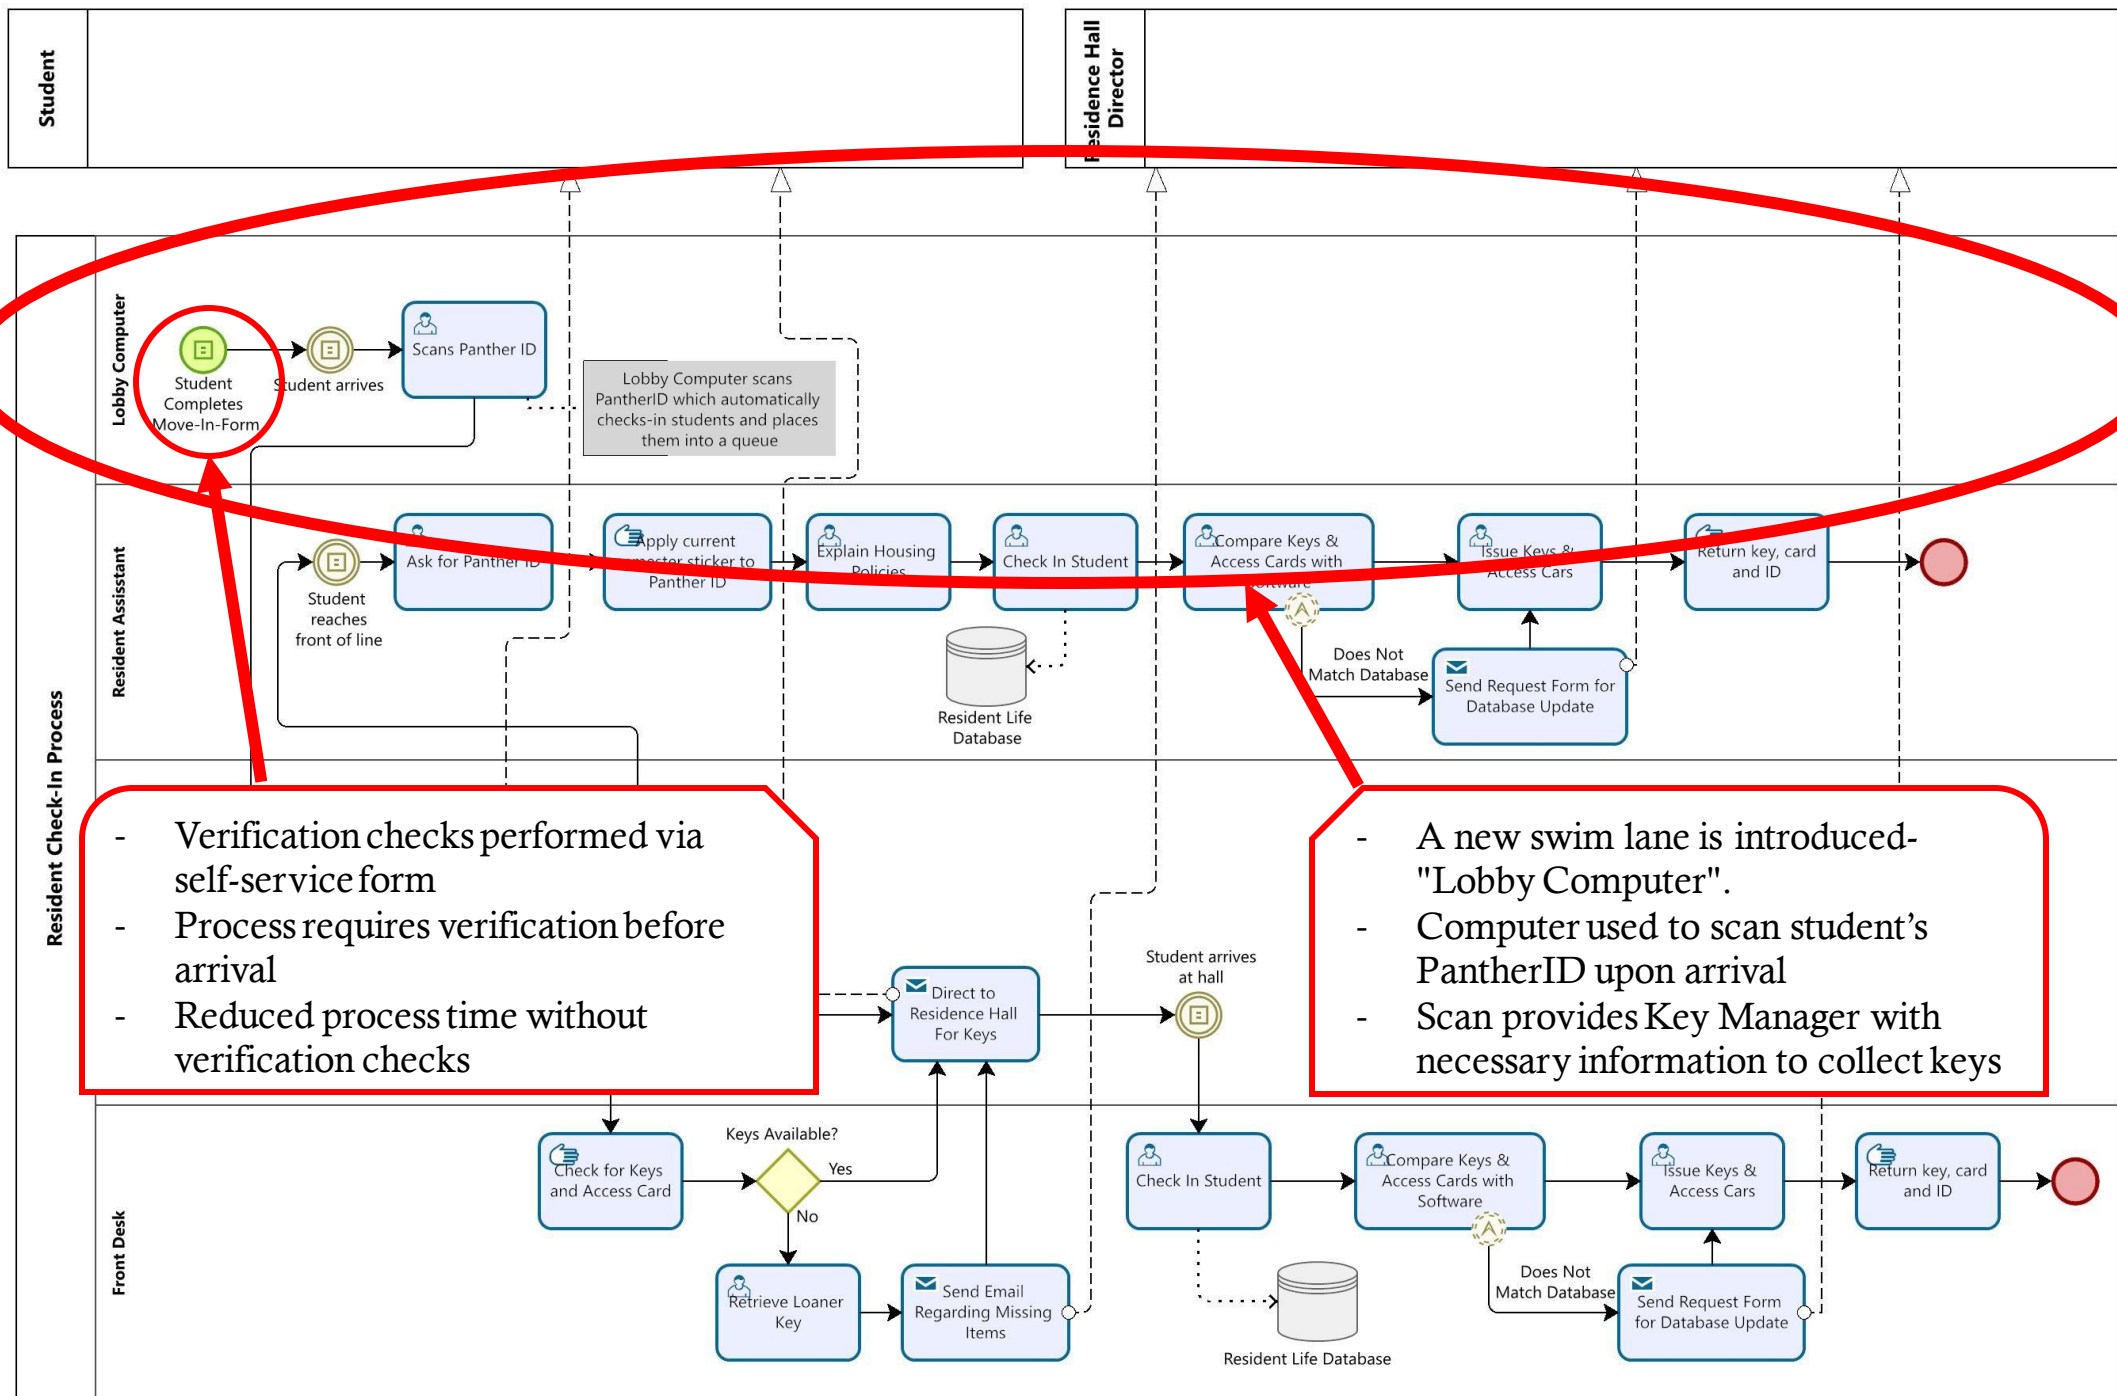 Student
Residence Hall
Director
Resident Check-In Process
Lobby Computer
Student
Completes
Move-In-Form
Student arrives
Scans Panther ID
Lobby Computer scans
PantherID which automatically
checks-in students and places
them into a queue
Resident Assistant
Student
reaches
front of line
Ask for Panther ID
Apply current
sticker to
Panther ID
Explain Housing
Policies
Check In Student
Resident Life
Database
Compare Keys &
Access Cards with
Software
Does Not
Match Database
Send Request Form for
Database Update
Issue Keys &
Access Cars
Return key, card
and ID
- Verification checks performed via
self-service form
- Process requires verification before
arrival
- Reduced process time without
verification checks
Direct to
Residence Hall
For Keys
Student arrives
at hall
- A new swim lane is introduced-
"Lobby Computer".
- Computer used to scan student’s
PantherID upon arrival
- Scan provides Key Manager with
necessary information to collect keys
Front Desk
Check for Keys
and Access Card
Keys Available?
Yes
No
Retrieve Loaner
Key
Send Email
Regarding Missing
Items
Check In Student
Resident Life Database
Compare Keys &
Access Cards with
Software
Does Not
Match Database
Send Request Form
for Database Update
Issue Keys &
Access Cars
Return key, card
and ID